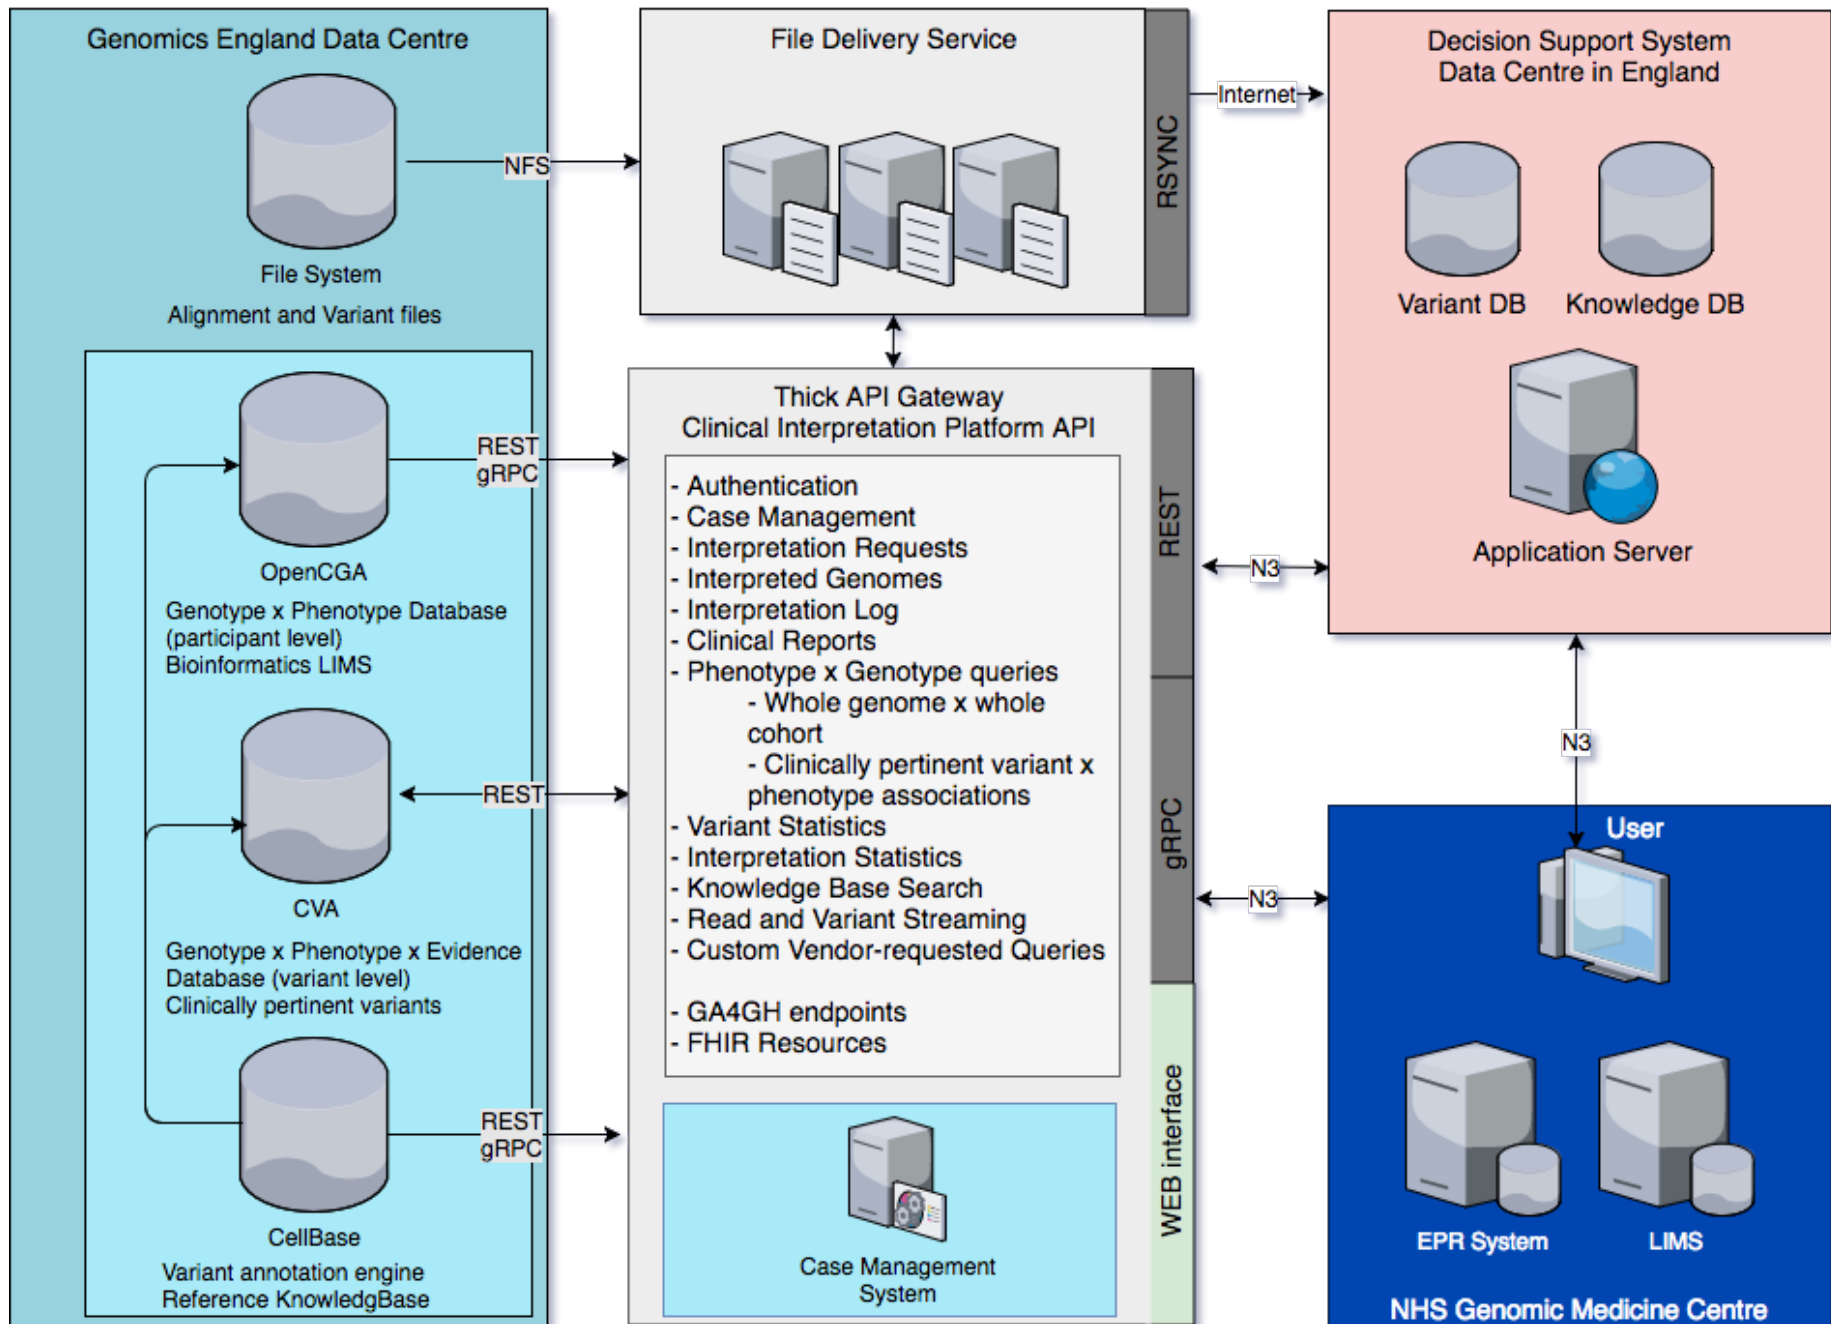 Genomics England Data Centre
File System
Alignment and Variant files
NFS
OpenCGA
Genotype x Phenotype Database
(participant level)
Bioinformatics LIMS
REST
gRPC
CVA
Genotype x Phenotype x Evidence
Database (variant level)
Clinically pertinent variants
REST
CellBase
Variant annotation engine
Reference KnowledgBase
REST
gRPC
File Delivery Service
RSYNC
Internet
Thick API Gateway
Clinical Interpretation Platform API
- Authentication
- Case Management
- Interpretation Requests
- Interpreted Genomes
- Interpretation Log
- Clinical Reports
- Phenotype x Genotype queries
- Whole genome x whole
cohort
- Clinically pertinent variant x
phenotype associations
- Variant Statistics
- Interpretation Statistics
- Knowledge Base Search
- Read and Variant Streaming
- Custom Vendor-requested Queries
- GA4GH endpoints
- FHIR Resources
Case Management
System
REST
gRPC
WEB interface
N3
N3
Decision Support System
Data Centre in England
Variant DB
Knowledge DB
Application Server
N3
User
EPR System
LIMS
NHS Genomic Medicine Centre